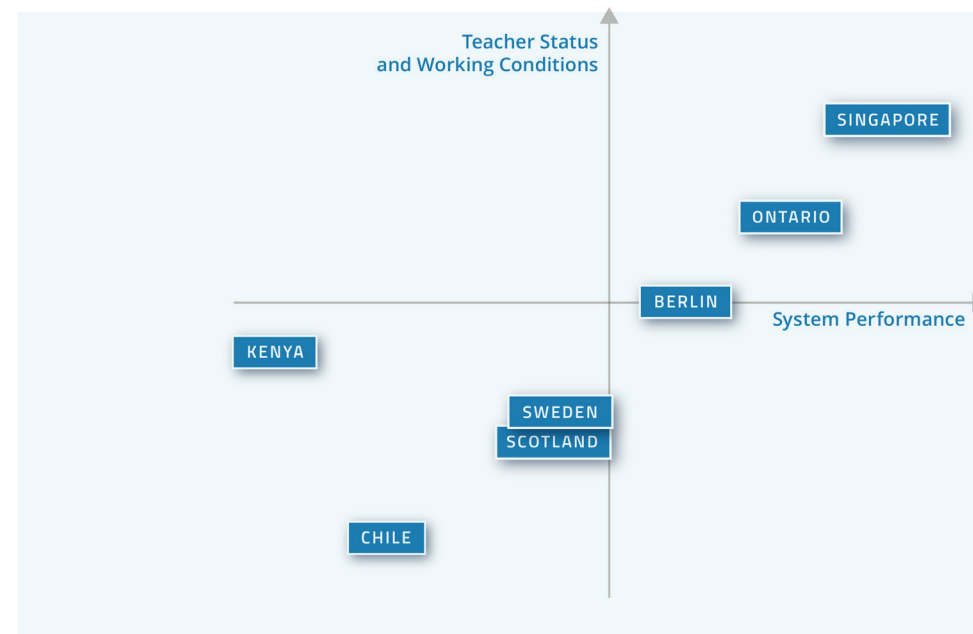 Teacher Status
and Working Conditions
SINGAPORE
ONTARIO
BERLIN
System Performance
KENYA
SWEDEN
SCOTLAND
CHILE